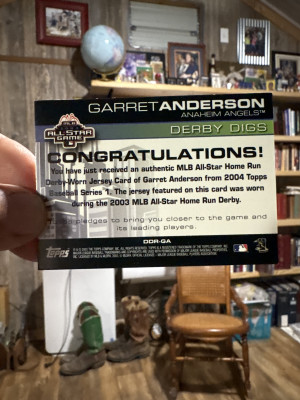 GARRET ANDERSON
ANAHEIM ANGELS™
DERBY DIGS
ALL STAR
GAME
CONGRATULATIONS!
You have just received an authentic MLB All-Star Home Run
Derby-Worn Jersey Card of Garret Anderson from 2004 Topps
Baseball Series 1. The jersey featured on this card was worn
during the 2003 MLB All-Star Home Run Derby.
pledges to bring you closer to the game and
its leading players.
DDR-GA
TOPPS